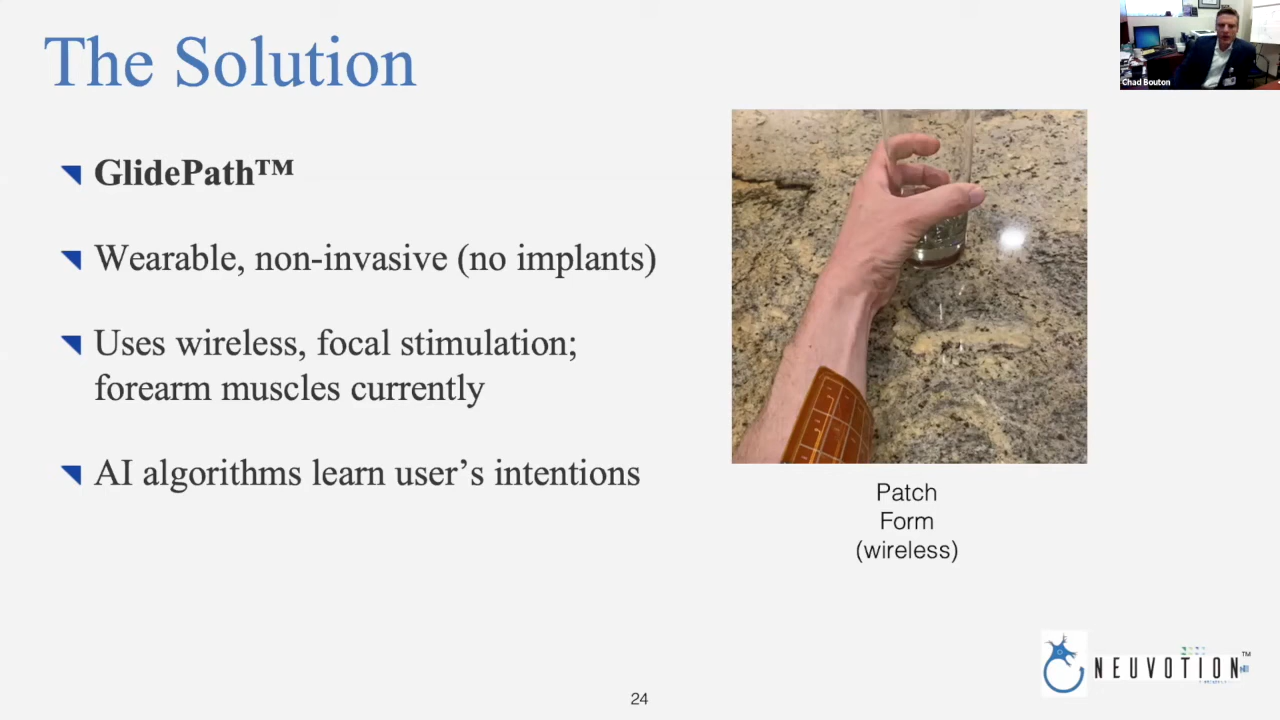 The Solution
Chad Bouton
GlidePath™
Wearable, non-invasive (no implants)
Uses wireless, focal stimulation;
forearm muscles currently
AI algorithms learn user's intentions
Patch
Form
(wireless)
NEUVOTION™
24